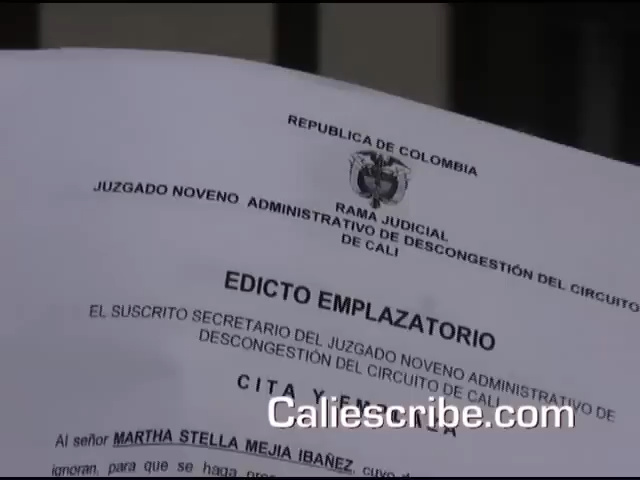 REPUBLICA DE COLOMBIA
RAMA JUDICIAL
JUZGADO NOVENO ADMINISTRATIVO DE DESCONGESTIÓN DEL CIRCUITO
DE CALI
EDICTO EMPLAZATORIO
EL SUSCRITO SECRETARIO DEL JUZGADO NOVENO ADMINISTRATIVO DE
DESCONGESTIÓN DEL CIRCUITO DE CALI
CITA Y EMPLAZA
Caliescribe.com
Al señor MARTHA STELLA MEJIA IBAÑEZ, cuyo
ignoran, para que se haga